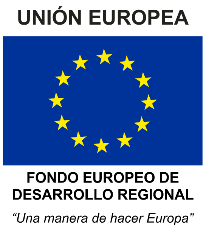 UNIÓN EUROPEA
FONDO EUROPEO DE
DESARROLLO REGIONAL
“Una manera de hacer Europa”